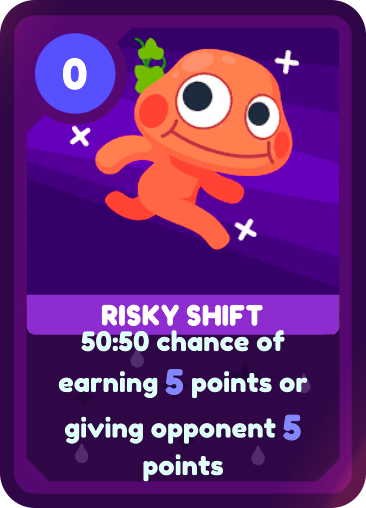 0
RISKY SHIFT
50:50 chance of
earning 5 points or
giving opponent 5
points